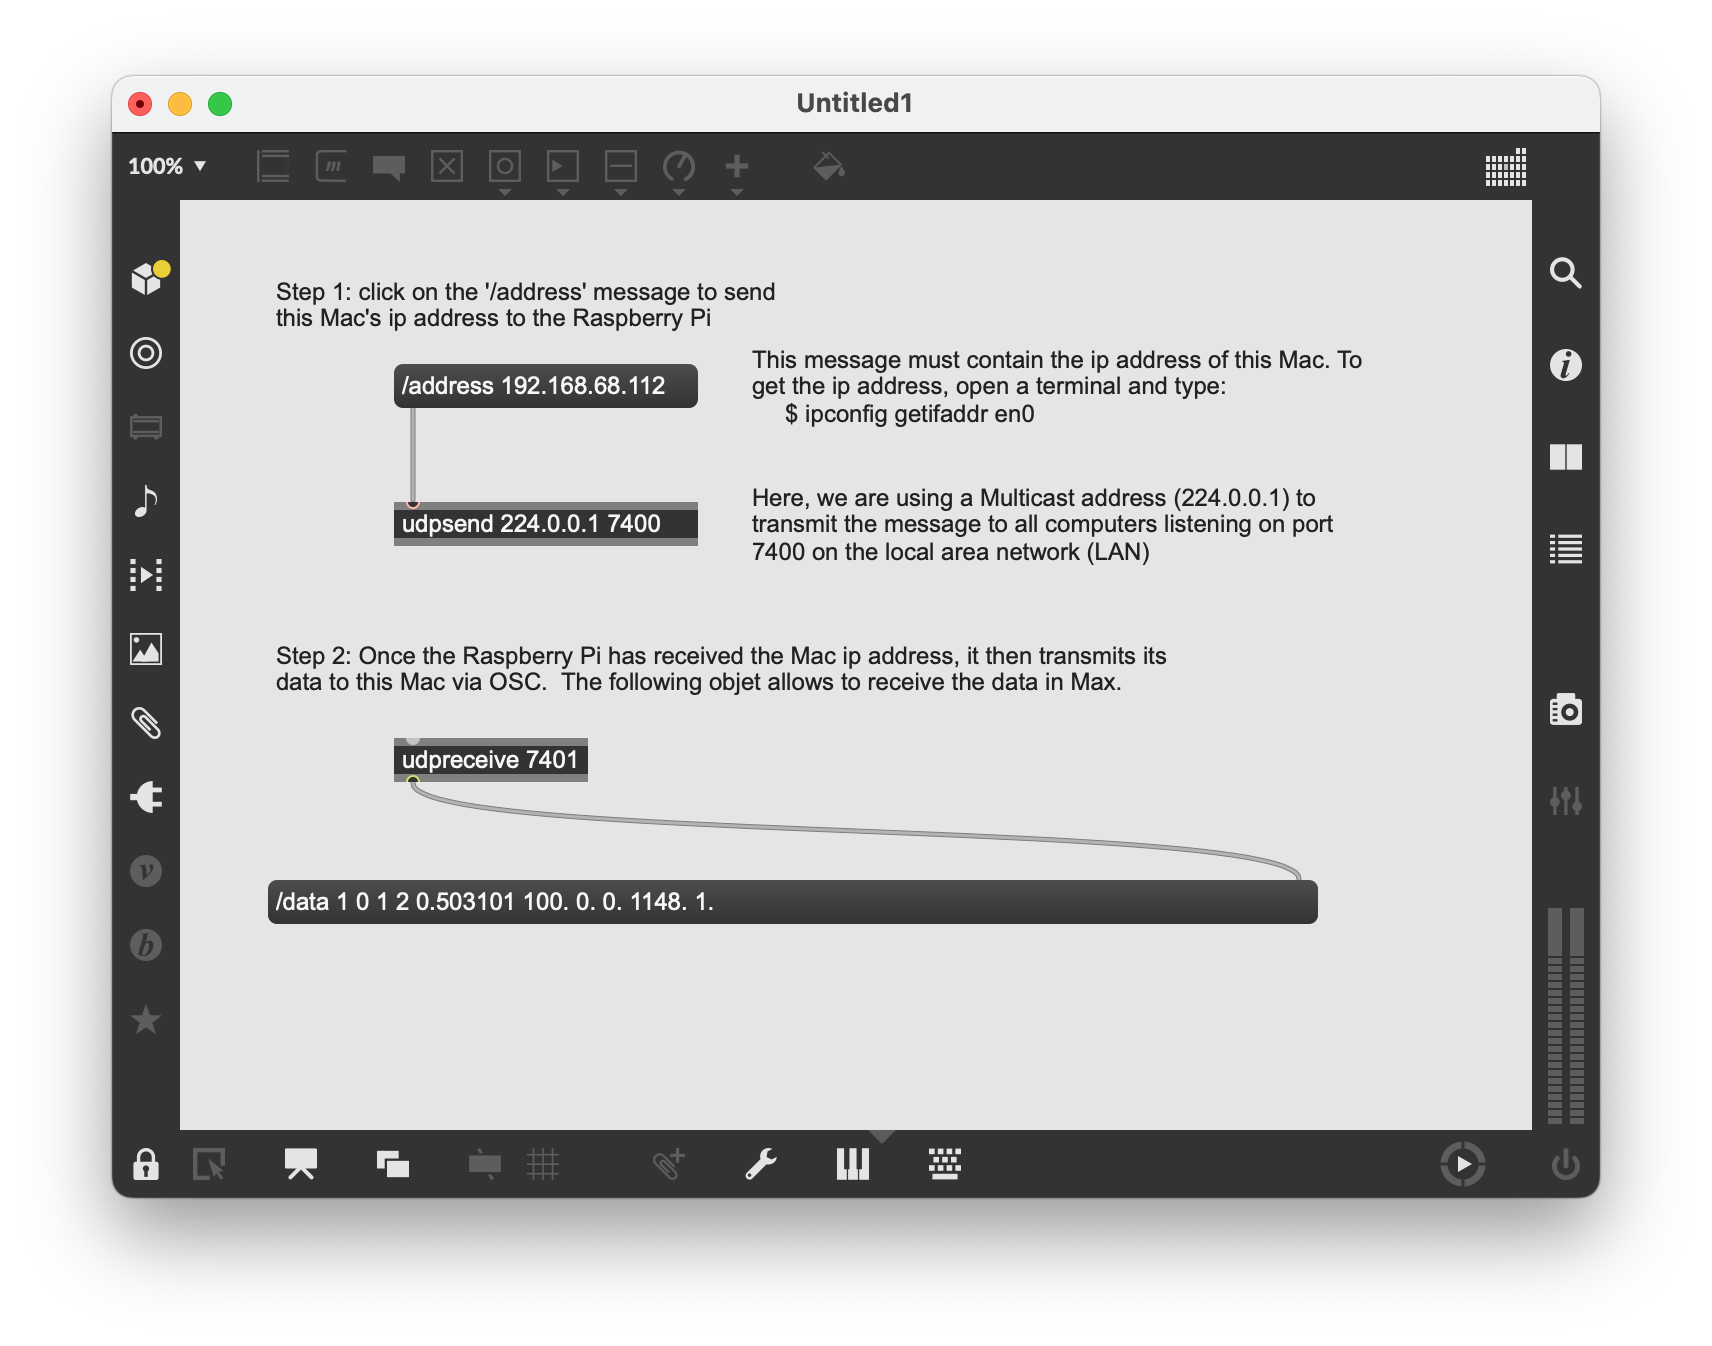 Untitled1
100%
Step 1: click on the '/address' message to send
this Mac's ip address to the Raspberry Pi
/address 192.168.68.112
This message must contain the ip address of this Mac. To
get the ip address, open a terminal and type:
$ ipconfig getifaddr en0
udpsend 224.0.0.1 7400
Here, we are using a Multicast address (224.0.0.1) to
transmit the message to all computers listening on port
7400 on the local area network (LAN)
Step 2: Once the Raspberry Pi has received the Mac ip address, it then transmits its
data to this Mac via OSC.  The following objet allows to receive the data in Max.
udpreceive 7401
/data 1 0 1 2 0.503101 100. 0. 0. 1148. 1.